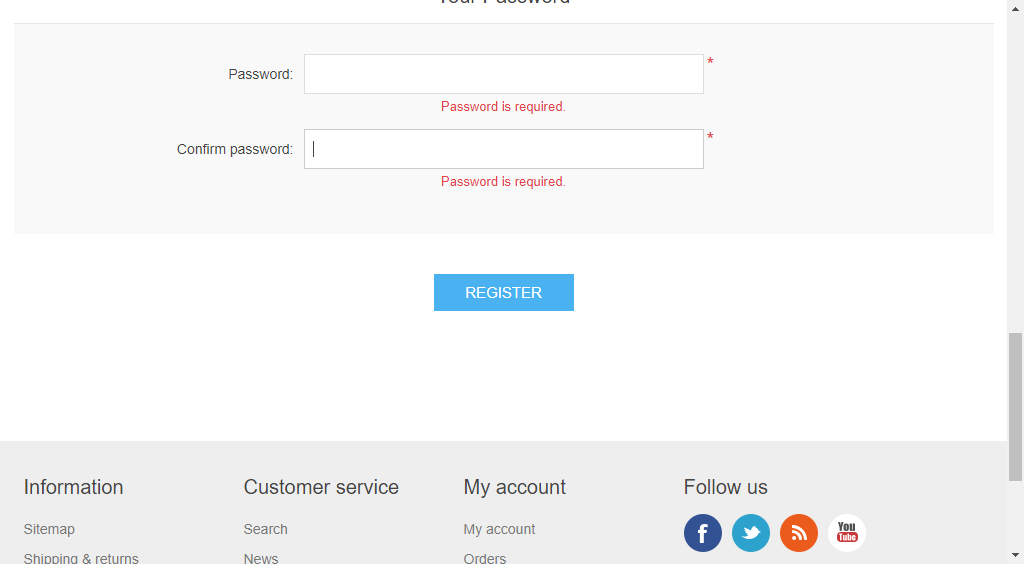 Your Password
Password:
*
Password is required.
Confirm password:
*
Password is required.
REGISTER
Information
Customer service
My account
Follow us
Sitemap
Search
My account
f
You
Tube
Shipping & returns
News
Orders